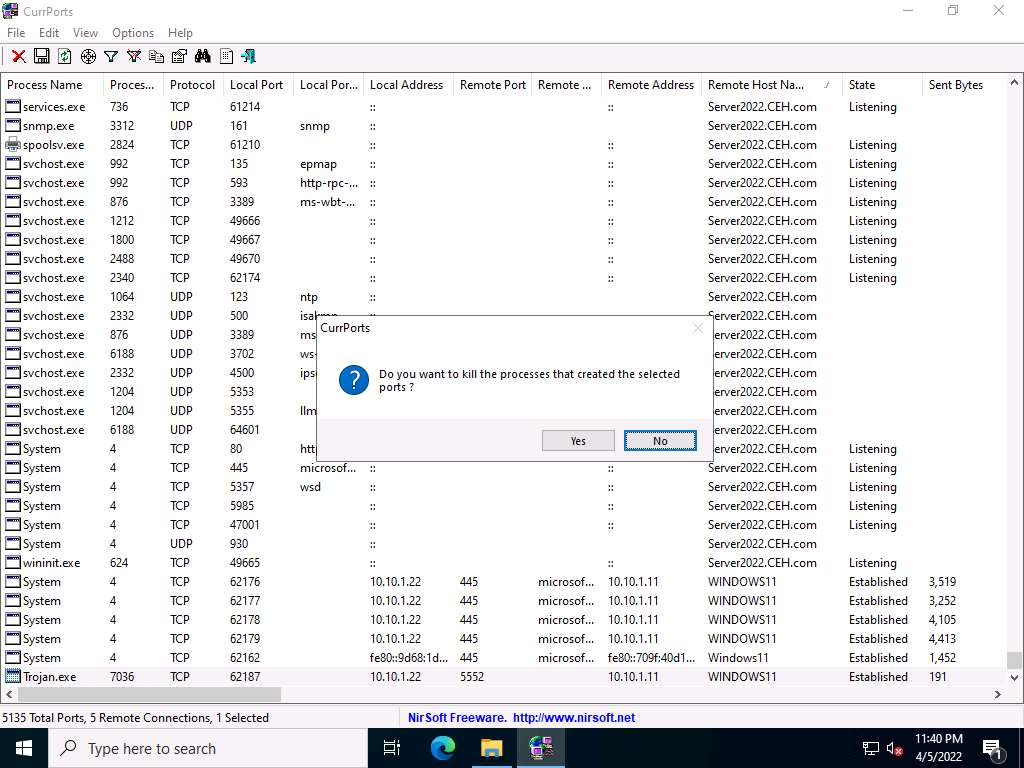 CurrPorts
File Edit View Options Help
Process Name Proces... Protocol Local Port Local Por... Local Address Remote Port Remote ... Remote Address Remote Host Na... State Sent Bytes
services.exe 736 TCP 61214 :: :: Server2022.CEH.com Listening
snmp.exe 3312 UDP 161 snmp :: Server2022.CEH.com
spoolsv.exe 2824 TCP 61210 :: :: Server2022.CEH.com Listening
svchost.exe 992 TCP 135 epmap :: :: Server2022.CEH.com Listening
svchost.exe 992 TCP 593 http-rpc-... :: :: Server2022.CEH.com Listening
svchost.exe 876 TCP 3389 ms-wbt-... :: :: Server2022.CEH.com Listening
svchost.exe 1212 TCP 49666 :: :: Server2022.CEH.com Listening
svchost.exe 1800 TCP 49667 :: :: Server2022.CEH.com Listening
svchost.exe 2488 TCP 49670 :: :: Server2022.CEH.com Listening
svchost.exe 2340 TCP 62174 :: :: Server2022.CEH.com Listening
svchost.exe 1064 UDP 123 ntp :: Server2022.CEH.com
svchost.exe 2332 UDP 500 :: Server2022.CEH.com
CurrPorts
svchost.exe 876 UDP 3389 ms erver2022.CEH.com
svchost.exe 6188 UDP 3702 ws- erver2022.CEH.com
svchost.exe 2332 UDP 4500 ips erver2022.CEH.com
Do you want to kill the processes that created the selected
ports ?
svchost.exe 1204 UDP 5353 erver2022.CEH.com
svchost.exe 1204 UDP 5355 llm erver2022.CEH.com
svchost.exe 6188 UDP 64601 erver2022.CEH.com
Yes No
System 4 TCP 80 htt erver2022.CEH.com Listening
System 4 TCP 445 microsof... :: :: Server2022.CEH.com Listening
System 4 TCP 5357 wsd :: :: Server2022.CEH.com Listening
System 4 TCP 5985 :: :: Server2022.CEH.com Listening
System 4 TCP 47001 :: :: Server2022.CEH.com Listening
System 4 UDP 930 :: Server2022.CEH.com
wininit.exe 624 TCP 49665 :: :: Server2022.CEH.com Listening
System 4 TCP 62176 10.10.1.22 445 microsof... 10.10.1.11 WINDOWS11 Established 3,519
System 4 TCP 62177 10.10.1.22 445 microsof... 10.10.1.11 WINDOWS11 Established 3,252
System 4 TCP 62178 10.10.1.22 445 microsof... 10.10.1.11 WINDOWS11 Established 4,105
System 4 TCP 62179 10.10.1.22 445 microsof... 10.10.1.11 WINDOWS11 Established 4,413
System 4 TCP 62162 fe80::9d68:1d... 445 microsof... fe80::709f:40d1... Windows11 Established 1,452
Trojan.exe 7036 TCP 62187 10.10.1.22 5552 10.10.1.11 WINDOWS11 Established 191
5135 Total Ports, 5 Remote Connections, 1 Selected NirSoft Freeware. http://www.nirsoft.net
Type here to search
11:40 PM
4/5/2022
1